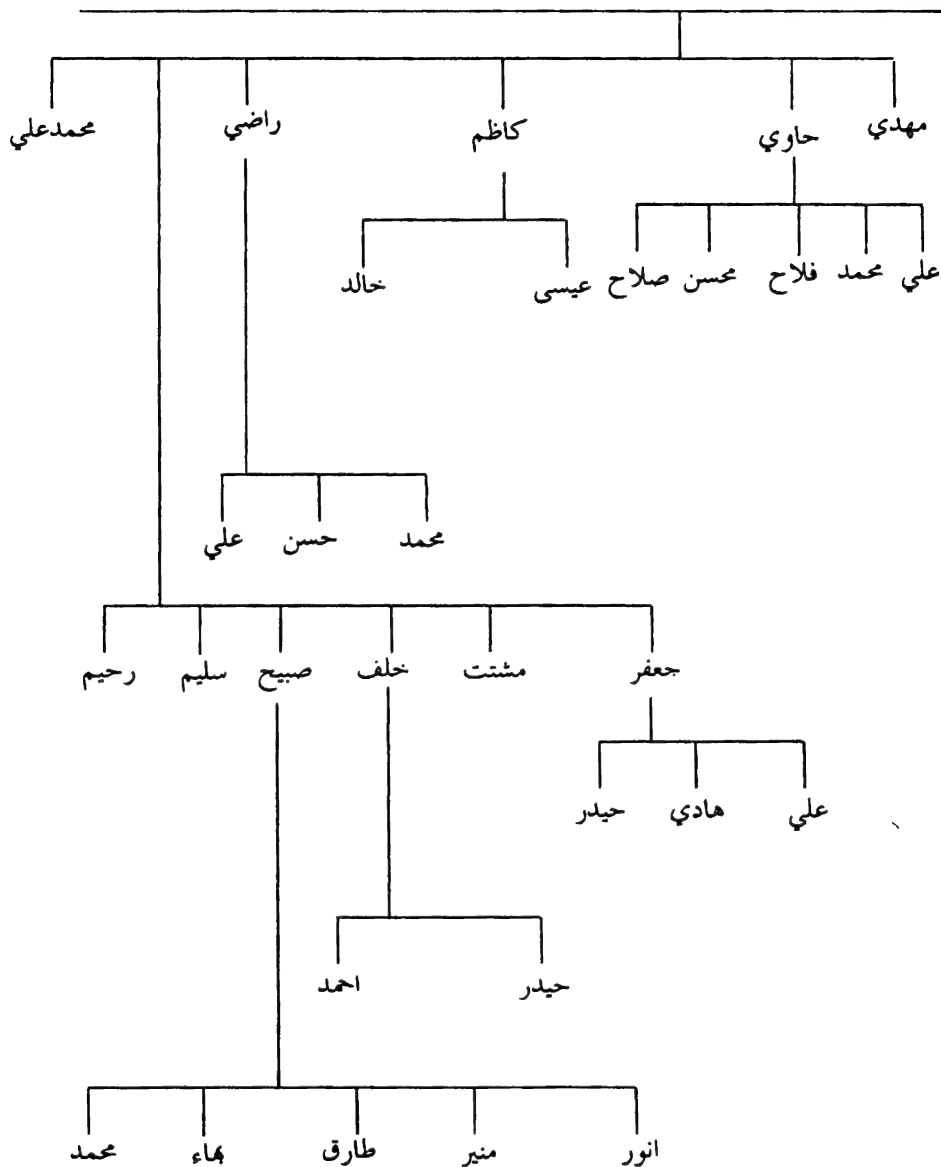 مهدي حاوي كاظم راضي محمدعلي
علي محمد فلاح محسن صلاح عيسى خالد
محمد حسن علي
جعفر مشتت خلف صبيح سليم رحيم
علي هادي حيدر
حيدر احمد
انور منير طارق بهاء محمد